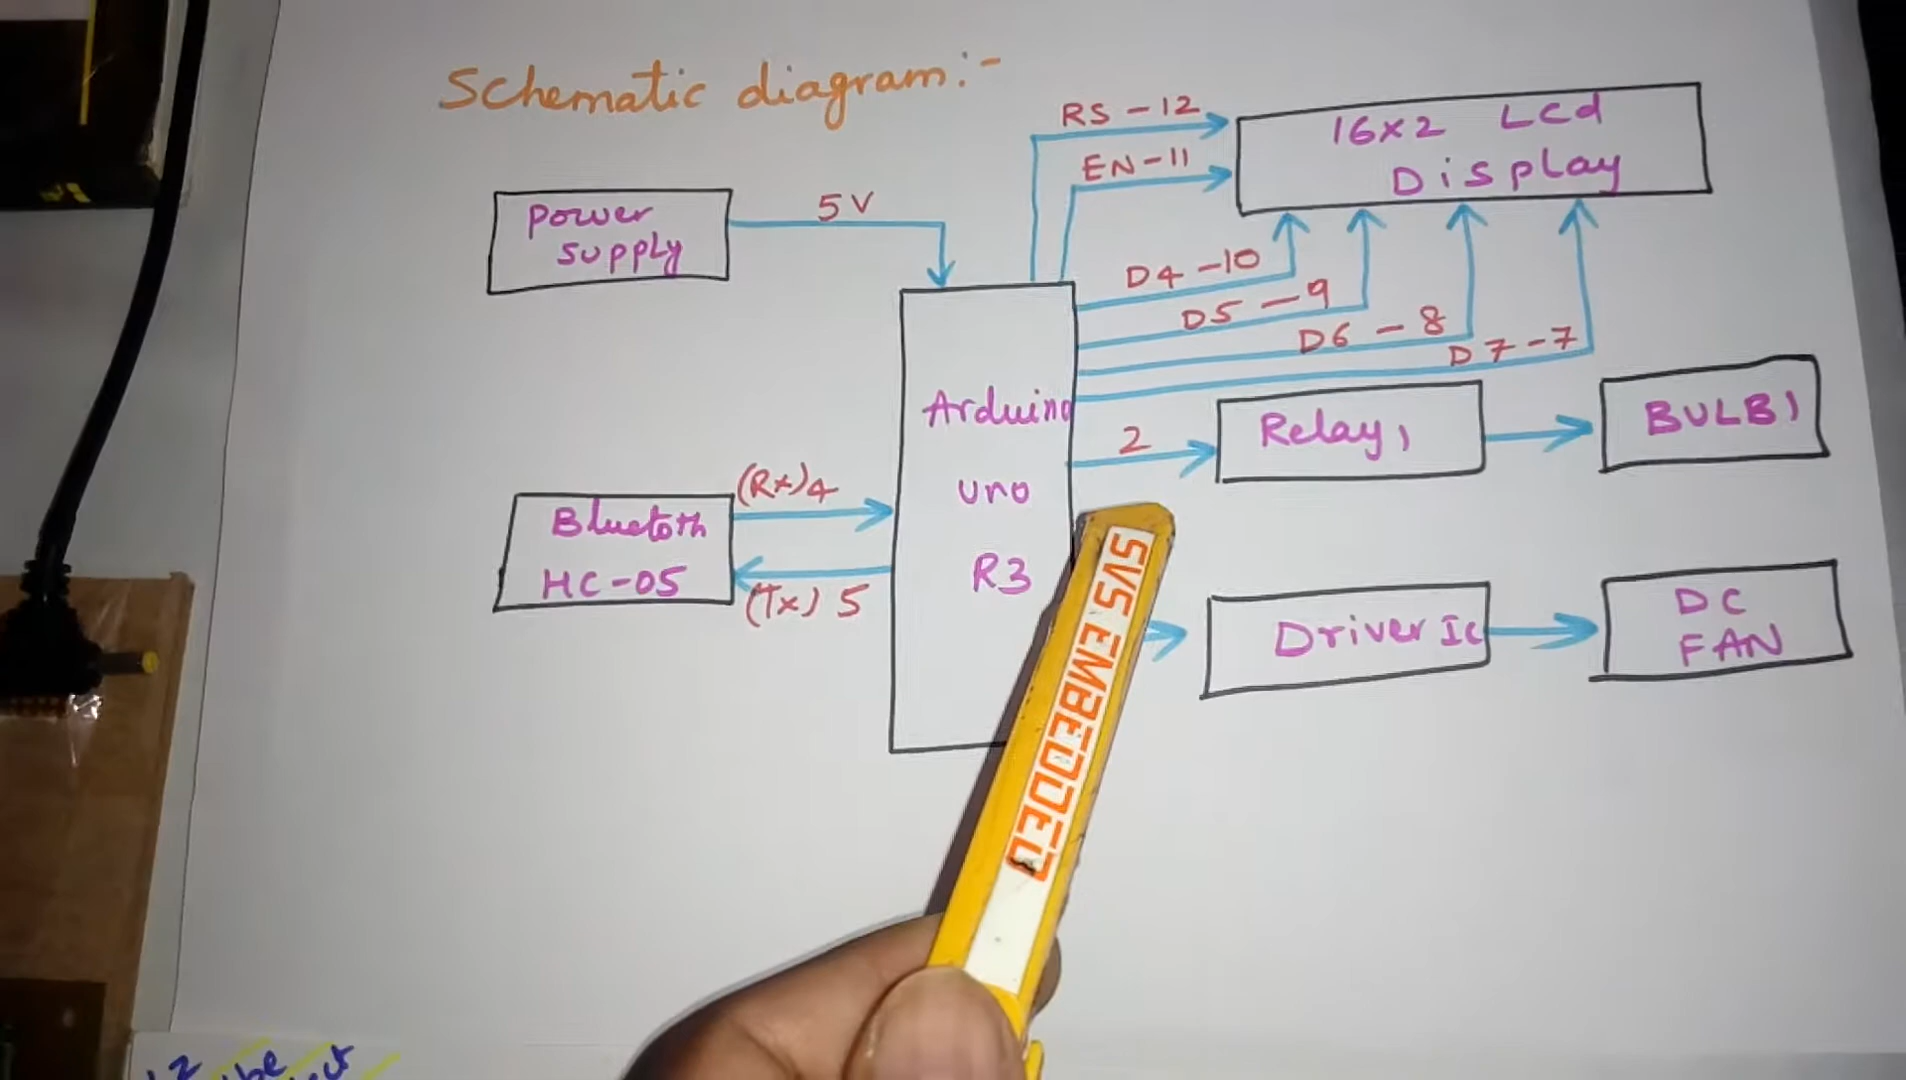 Schematic diagram:-
RS - 12
16x2 Lcd
Display
EN - 11
Power
supply
5V
D4 - 10
D5 - 9
D6 - 8
D7 - 7
Arduino
uno
R3
2
Relay 1
BULB 1
(Rx) 4
Bluetoth
HC-05
(Tx) 5
Driver Ic
DC
FAN
SVS EMBEDDED